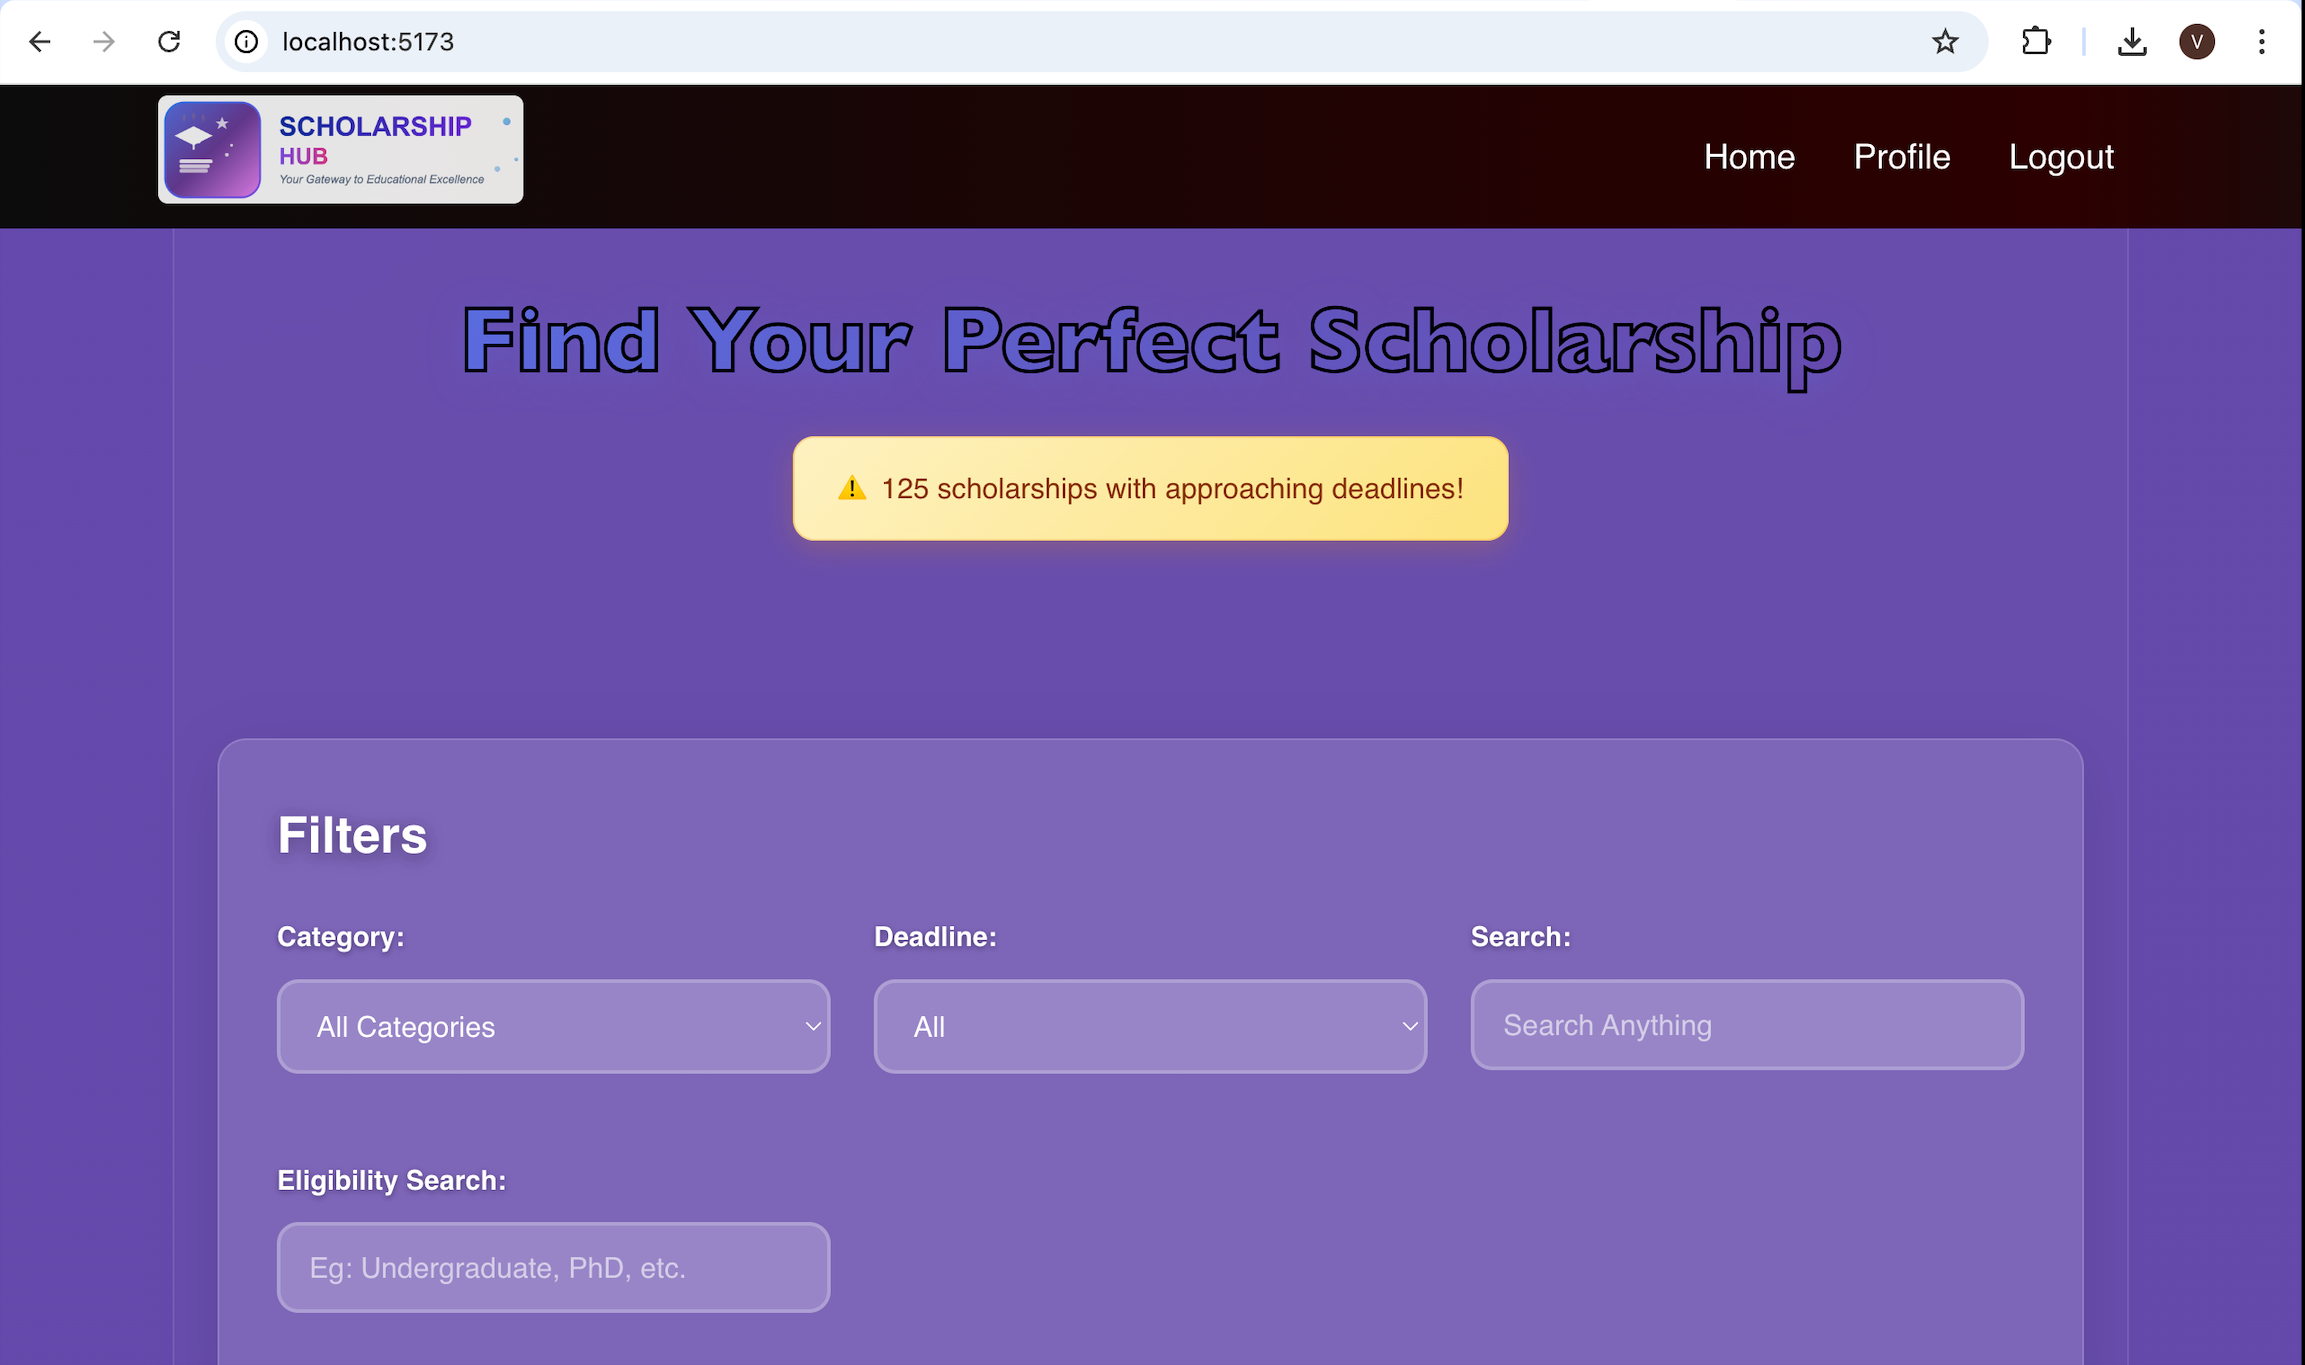 localhost:5173
V
SCHOLARSHIP
HUB
Your Gateway to Educational Excellence
Home Profile Logout
Find Your Perfect Scholarship
⚠️ 125 scholarships with approaching deadlines!
Filters
Category: Deadline: Search:
All Categories All Search Anything
Eligibility Search:
Eg: Undergraduate, PhD, etc.